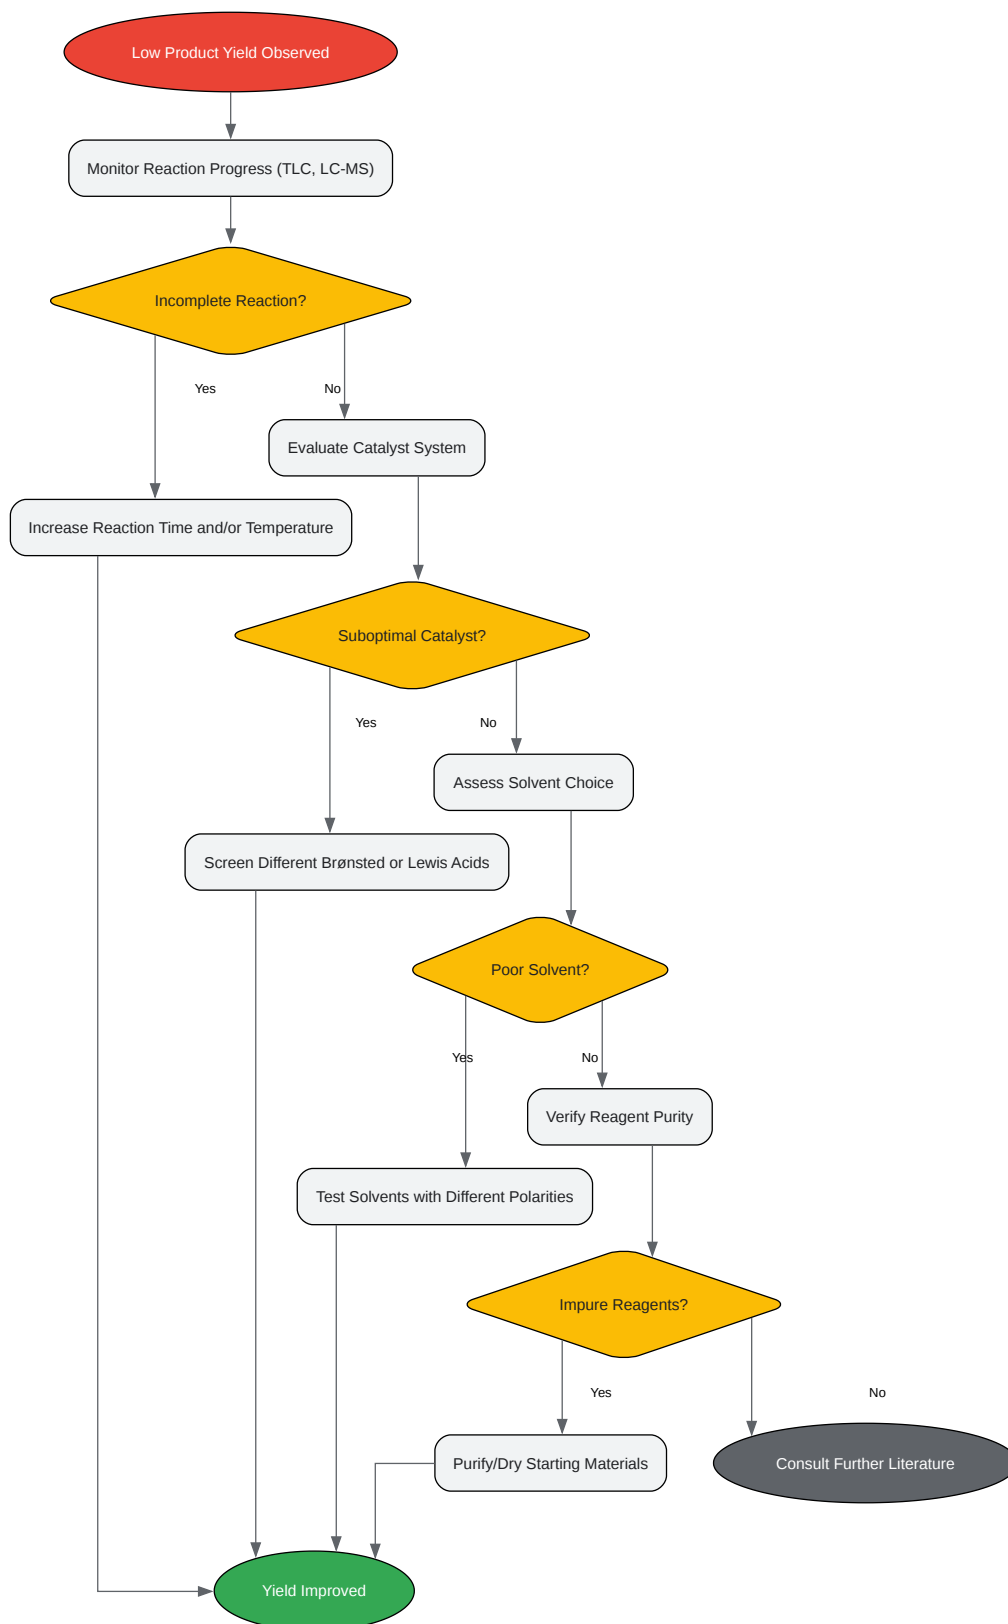 Low Product Yield Observed
Monitor Reaction Progress (TLC, LC-MS)
Incomplete Reaction?
Yes
No
Evaluate Catalyst System
Increase Reaction Time and/or Temperature
Suboptimal Catalyst?
Yes
No
Assess Solvent Choice
Screen Different Brønsted or Lewis Acids
Poor Solvent?
Yes
No
Verify Reagent Purity
Test Solvents with Different Polarities
Impure Reagents?
Yes
No
Purify/Dry Starting Materials
Consult Further Literature
Yield Improved